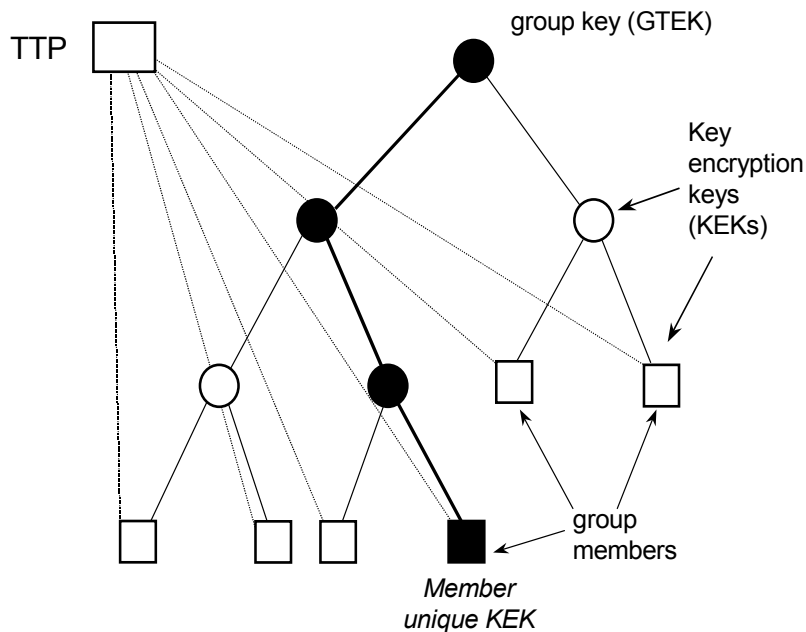 group key (GTEK)
TTP
Key
encryption
keys
(KEKs)
group
members
Member
unique KEK